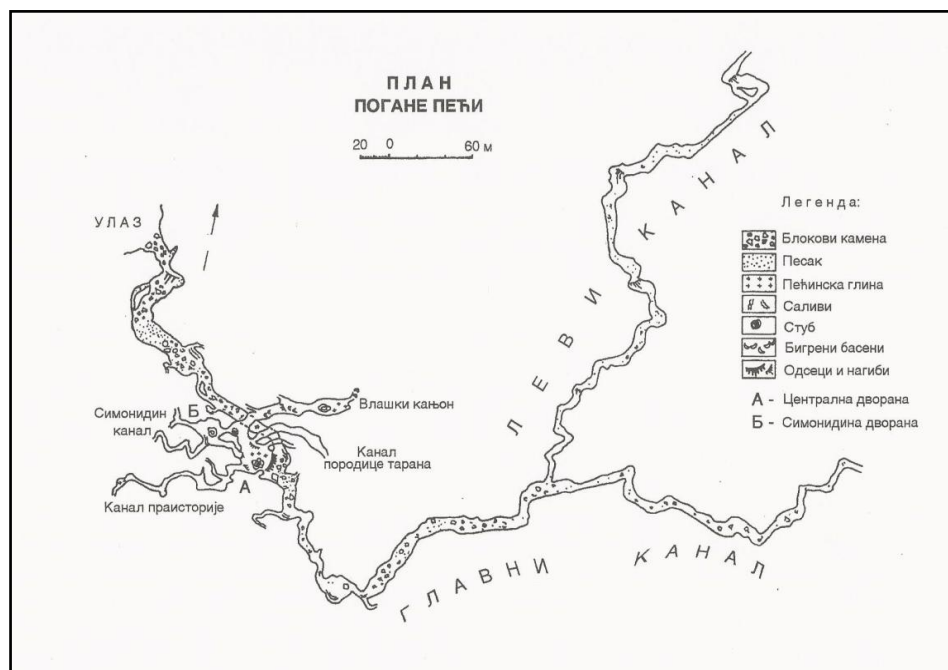 ПЛАН
ПОГАНЕ ПЕЋИ
20 0 60 м
УЛАЗ
Легенда:
Блокови камена
Песак
Пећинска глина
Саливи
Стуб
Бигрени басени
Одсеци и нагиби
А - Централна дворана
Б - Симонидина дворана
ЛЕВИ КАНАЛ
Б
Влашки кањон
Симонидин
канал
Канал
породице тарана
А
Канал праисторије
ГЛАВНИ КАНАЛ